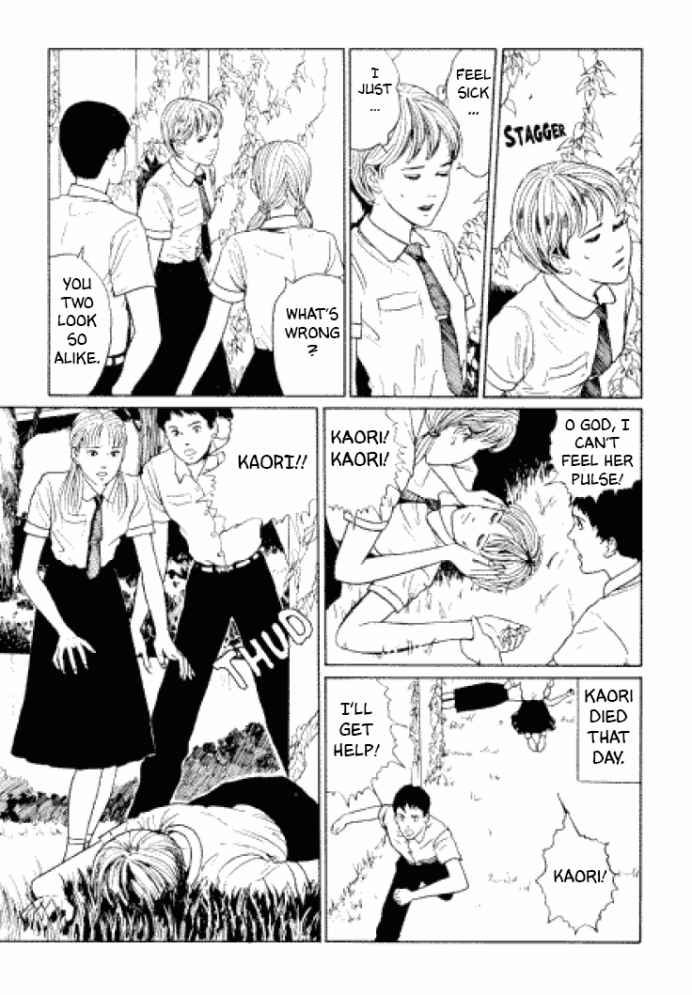 YOU
TWO
LOOK
SO
ALIKE.
WHAT'S
WRONG
?
I
JUST
...
FEEL
SICK
...
STAGGER
KAORI!!
THUD
KAORI!
KAORI!
O GOD, I
CAN'T
FEEL HER
PULSE!
I'LL
GET
HELP!
KAORI
DIED
THAT
DAY.
KAORI!